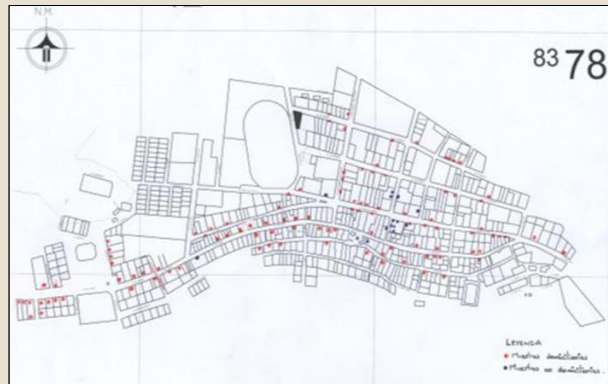 N.M.
83 78
LEYENDA
Muestras domiciliarias
Muestras no domiciliarias.